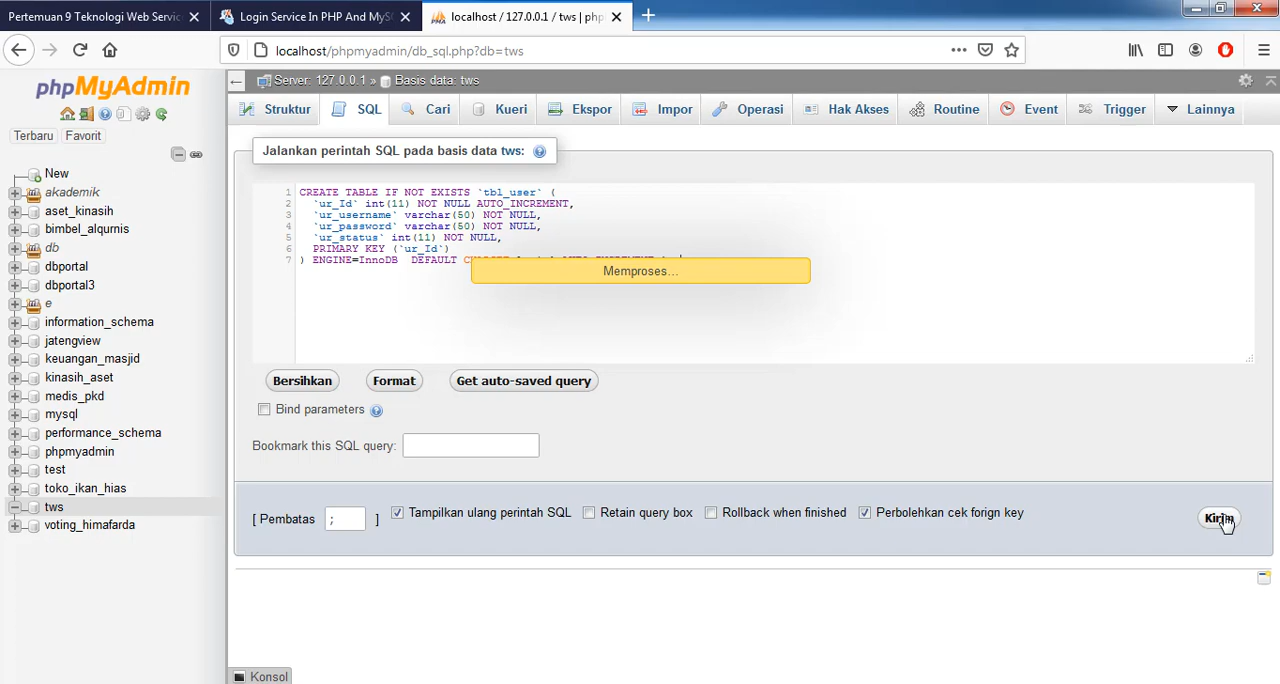 Pertemuan 9 Teknologi Web Servic
Login Service In PHP And MySQ
localhost / 127.0.0.1 / tws | php
localhost/phpmyadmin/db_sql.php?db=tws
phpMyAdmin
Terbaru
Favorit
New
akademik
aset_kinasih
bimbel_alqurnis
db
dbportal
dbportal3
e
information_schema
jatengview
keuangan_masjid
kinasih_aset
medis_pkd
mysql
performance_schema
phpmyadmin
test
toko_ikan_hias
tws
voting_himafarda
Server: 127.0.0.1 » Basis data: tws
Struktur SQL Cari Kueri Ekspor Impor Operasi Hak Akses Routine Event Trigger Lainnya
Jalankan perintah SQL pada basis data tws:
1 CREATE TABLE IF NOT EXISTS `tbl_user` (
2 `ur_Id` int(11) NOT NULL AUTO_INCREMENT,
3 `ur_username` varchar(50) NOT NULL,
4 `ur_password` varchar(50) NOT NULL,
5 `ur_status` int(11) NOT NULL,
6 PRIMARY KEY (`ur_Id`)
7 ) ENGINE=InnoDB DEFAULT
Memproses...
Bersihkan Format Get auto-saved query
Bind parameters
Bookmark this SQL query:
[ Pembatas ; ] Tampilkan ulang perintah SQL Retain query box Rollback when finished Perbolehkan cek forign key Kirim
Konsol